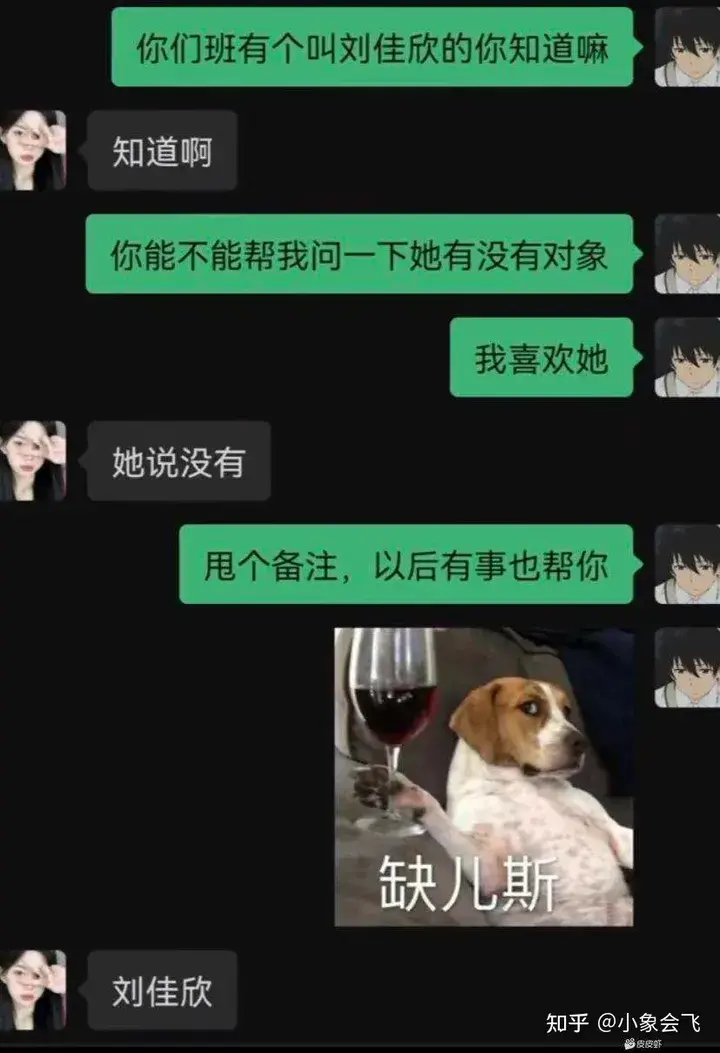 你们班有个叫刘佳欣的你知道嘛
知道啊
你能不能帮我问一下她有没有对象
我喜欢她
她说没有
甩个备注，以后有事也帮你
缺儿斯
刘佳欣
知乎 @小象会飞
皮皮虾